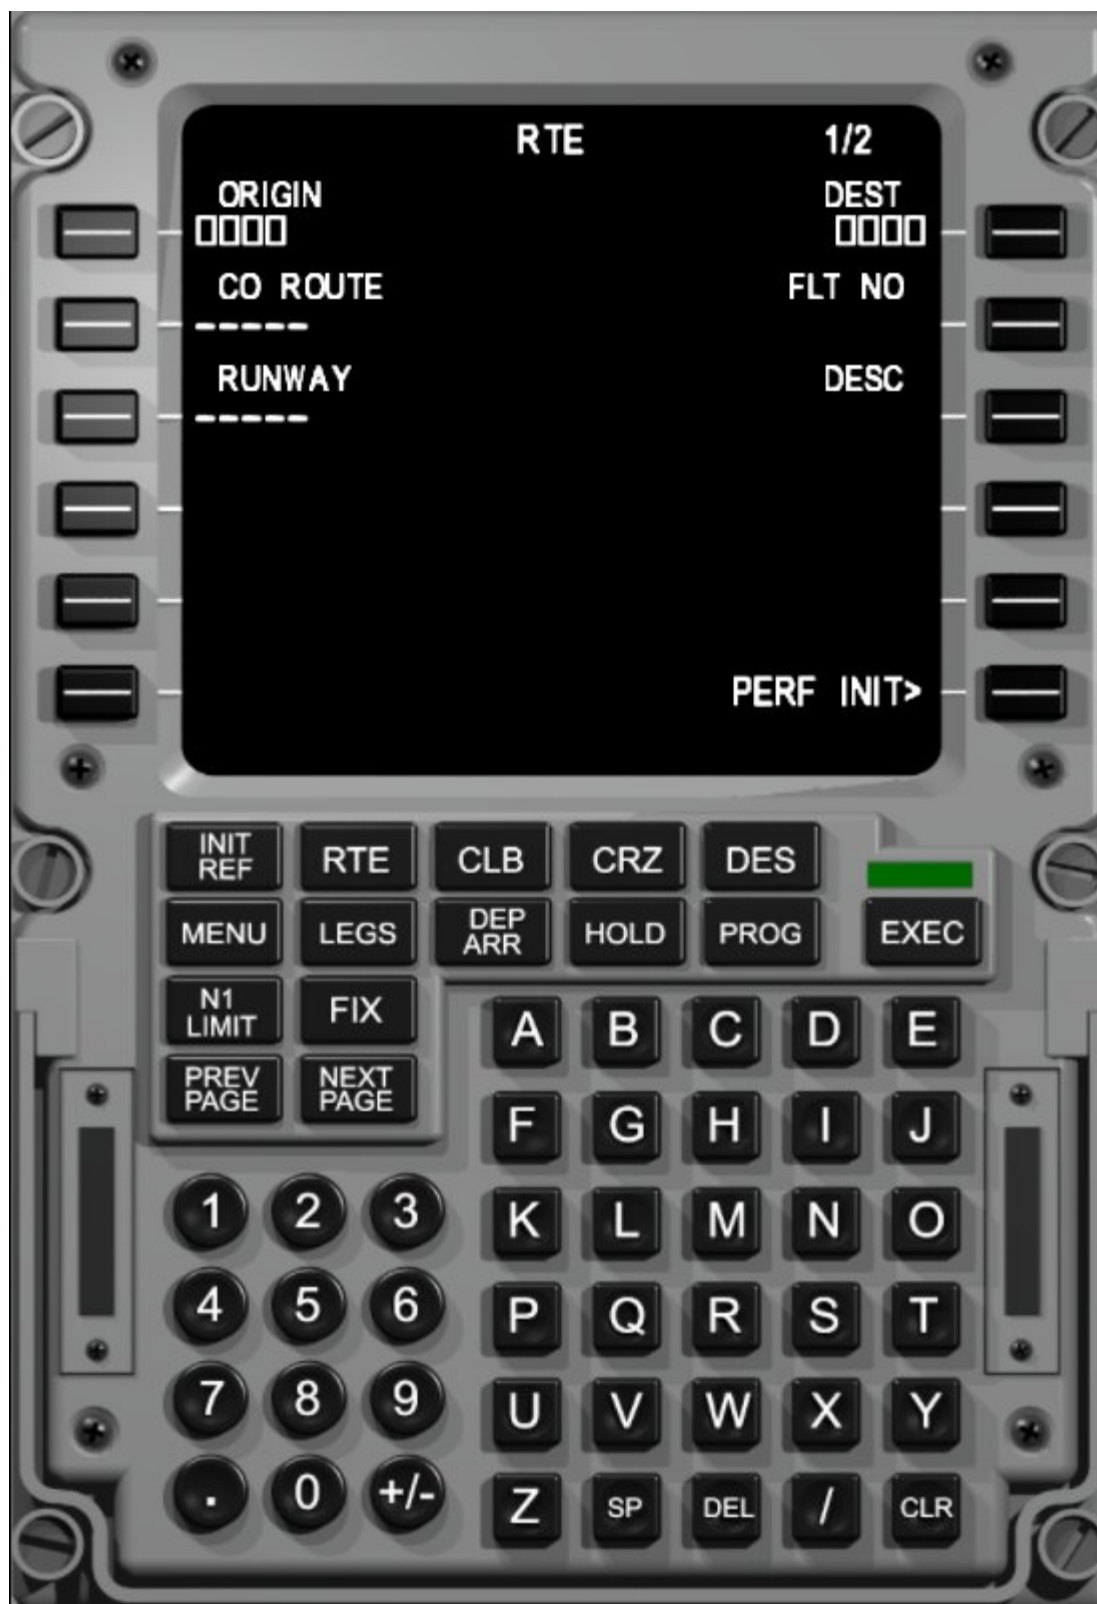 RTE 1/2
ORIGIN DEST
▯▯▯▯ ▯▯▯▯
CO ROUTE FLT NO
-----
RUNWAY DESC
-----
PERF INIT>
INIT REF RTE CLB CRZ DES
MENU LEGS DEP ARR HOLD PROG EXEC
N1 LIMIT FIX
PREV PAGE NEXT PAGE
A B C D E
F G H I J
1 2 3 K L M N O
4 5 6 P Q R S T
7 8 9 U V W X Y
. 0 +/- Z SP DEL / CLR